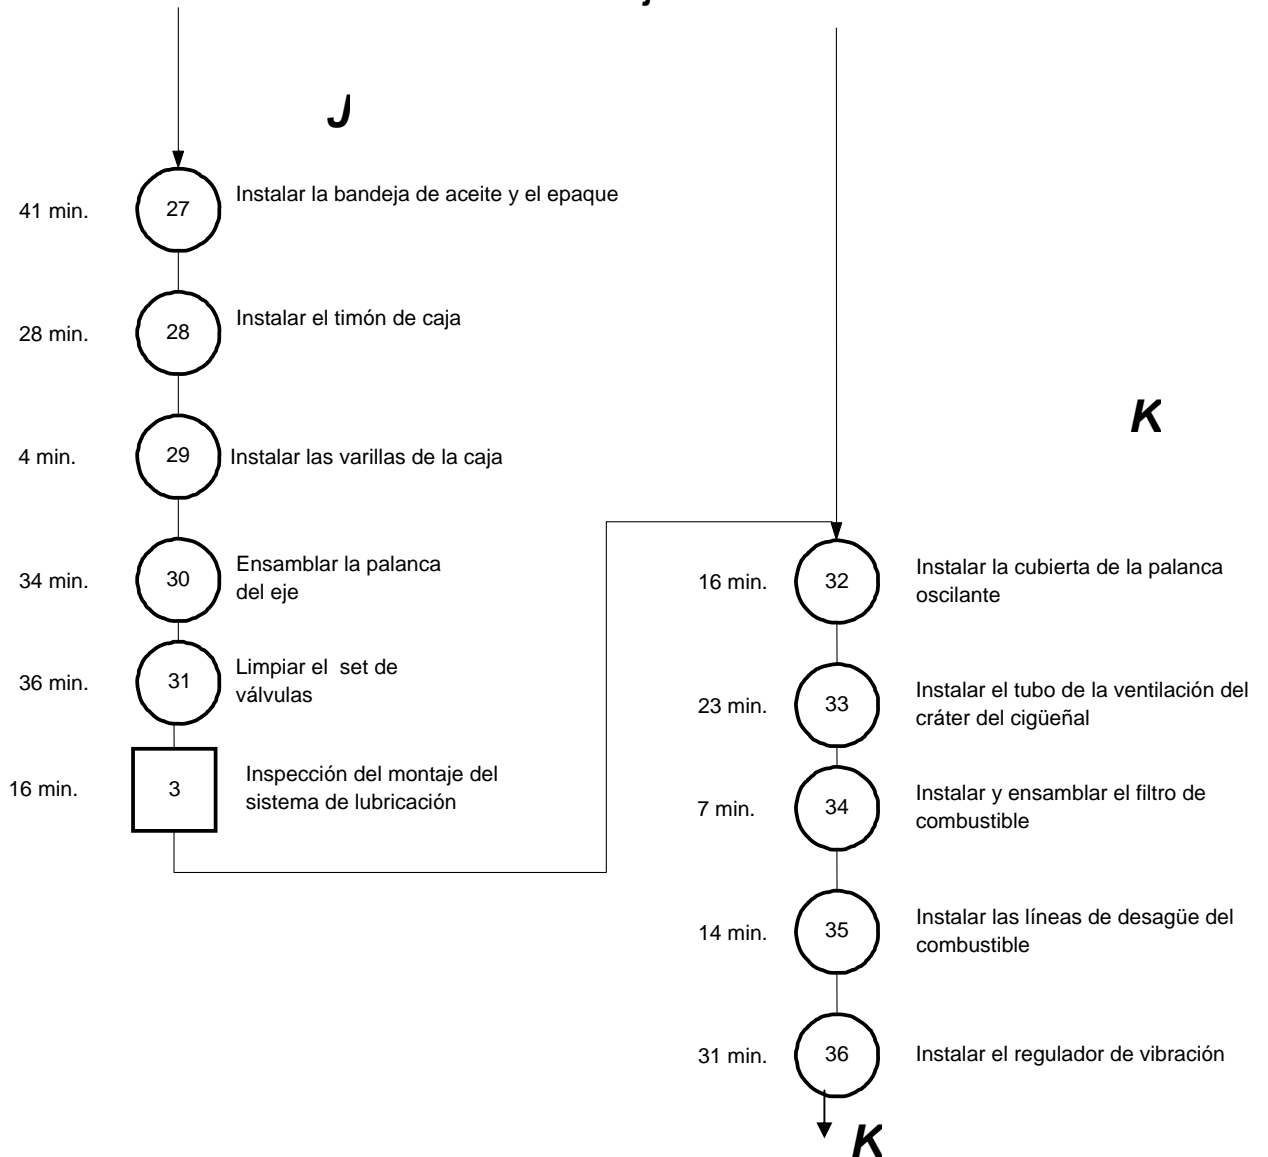 J
41 min.
27
Instalar la bandeja de aceite y el epaque
28 min.
28
Instalar el timón de caja
4 min.
29
Instalar las varillas de la caja
34 min.
30
Ensamblar la palanca
del eje
36 min.
31
Limpiar el set de
válvulas
16 min.
3
Inspección del montaje del
sistema de lubricación
K
16 min.
32
Instalar la cubierta de la palanca
oscilante
23 min.
33
Instalar el tubo de la ventilación del
cráter del cigüeñal
7 min.
34
Instalar y ensamblar el filtro de
combustible
14 min.
35
Instalar las líneas de desagüe del
combustible
31 min.
36
Instalar el regulador de vibración
K